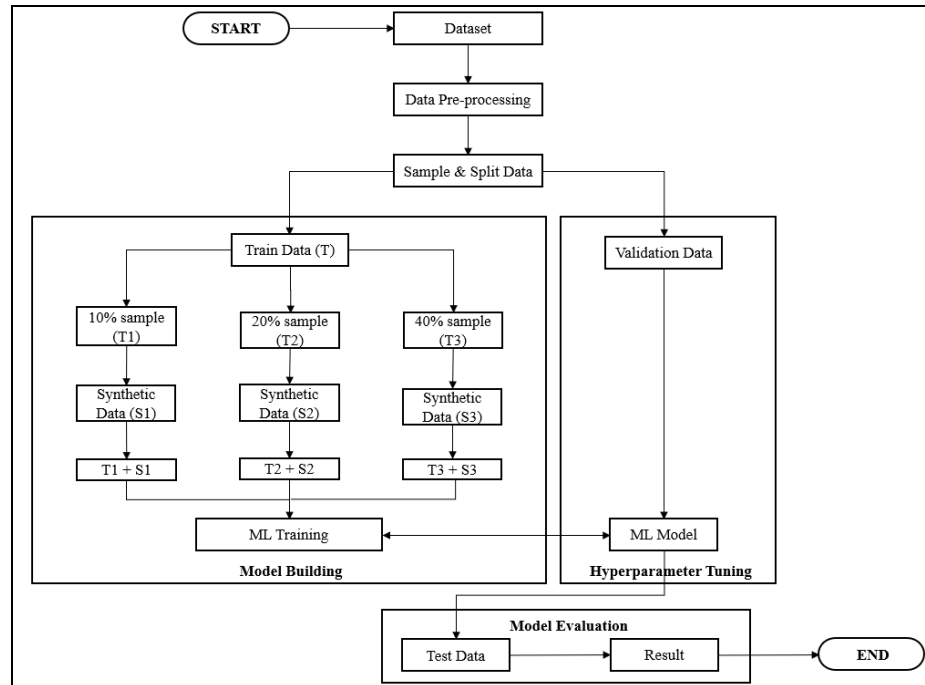 START
Dataset
Data Pre-processing
Sample & Split Data
Train Data (T)
Validation Data
10% sample
(T1)
20% sample
(T2)
40% sample
(T3)
Synthetic
Data (S1)
Synthetic
Data (S2)
Synthetic
Data (S3)
T1 + S1
T2 + S2
T3 + S3
ML Training
ML Model
Model Building
Hyperparameter Tuning
Model Evaluation
Test Data
Result
END